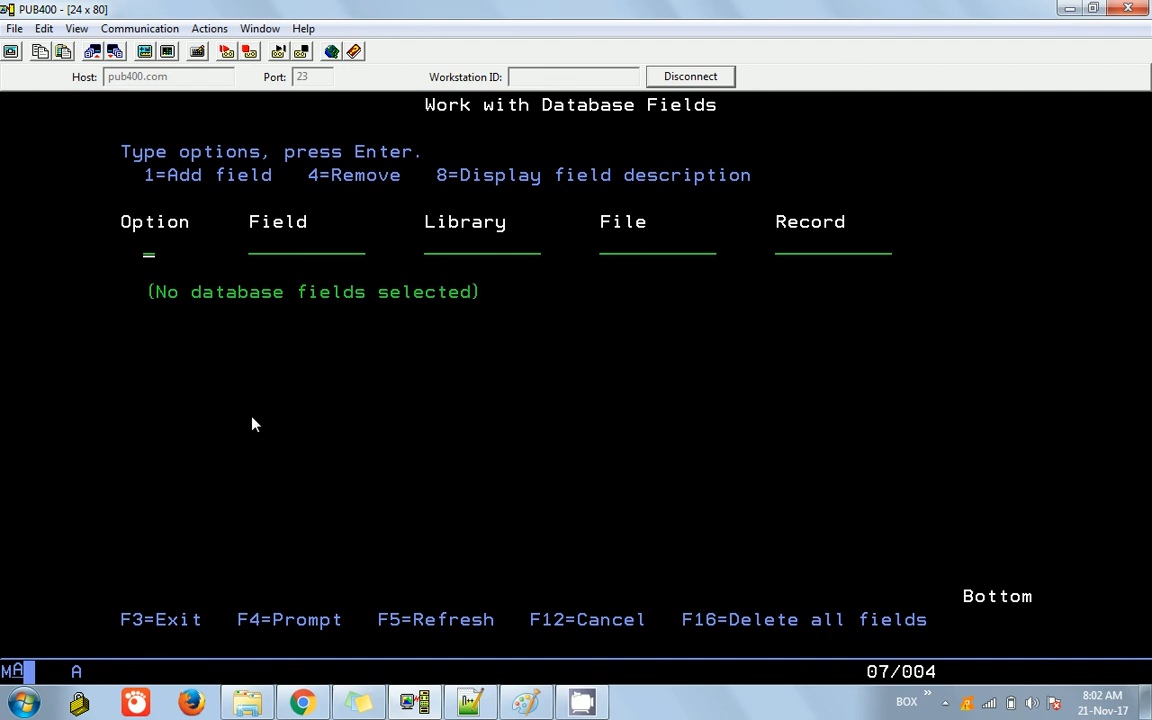 PUB400 - [24 x 80]
File Edit View Communication Actions Window Help
Host: pub400.com Port: 23 Workstation ID: Disconnect
Work with Database Fields
Type options, press Enter.
1=Add field 4=Remove 8=Display field description
Option Field Library File Record
(No database fields selected)
Bottom
F3=Exit F4=Prompt F5=Refresh F12=Cancel F16=Delete all fields
MA A 07/004
BOX » 8:02 AM
21-Nov-17